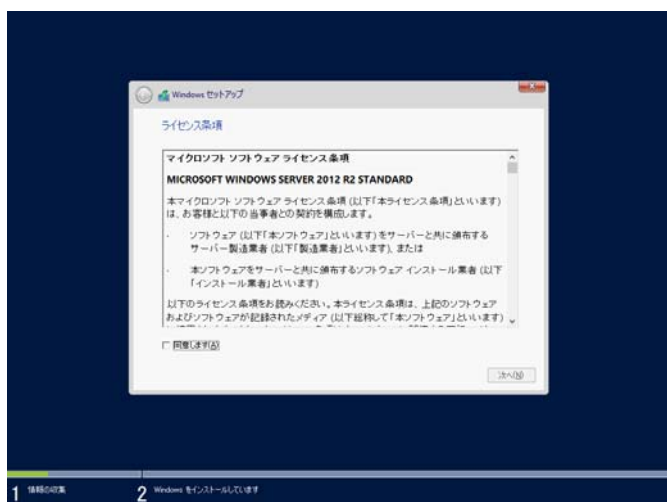 Windows セットアップ
ライセンス条項
マイクロソフト ソフトウェア ライセンス条項
MICROSOFT WINDOWS SERVER 2012 R2 STANDARD
本マイクロソフト ソフトウェア ライセンス条項 (以下「本ライセンス条項」といいます)
は、お客様と以下の当事者との契約を構成します。
· ソフトウェア (以下「本ソフトウェア」といいます) をサーバーと共に頒布する
サーバー製造業者 (以下「製造業者」といいます)、または
· 本ソフトウェアをサーバーと共に頒布するソフトウェア インストール業者 (以下
「インストール業者」といいます)
以下のライセンス条項をお読みください。本ライセンス条項は、上記のソフトウェア
およびソフトウェアが記録されたメディア (以下総称して「本ソフトウェア」といいます)
同意します(A)
次へ(N)
1 情報の収集
2 Windows をインストールしています